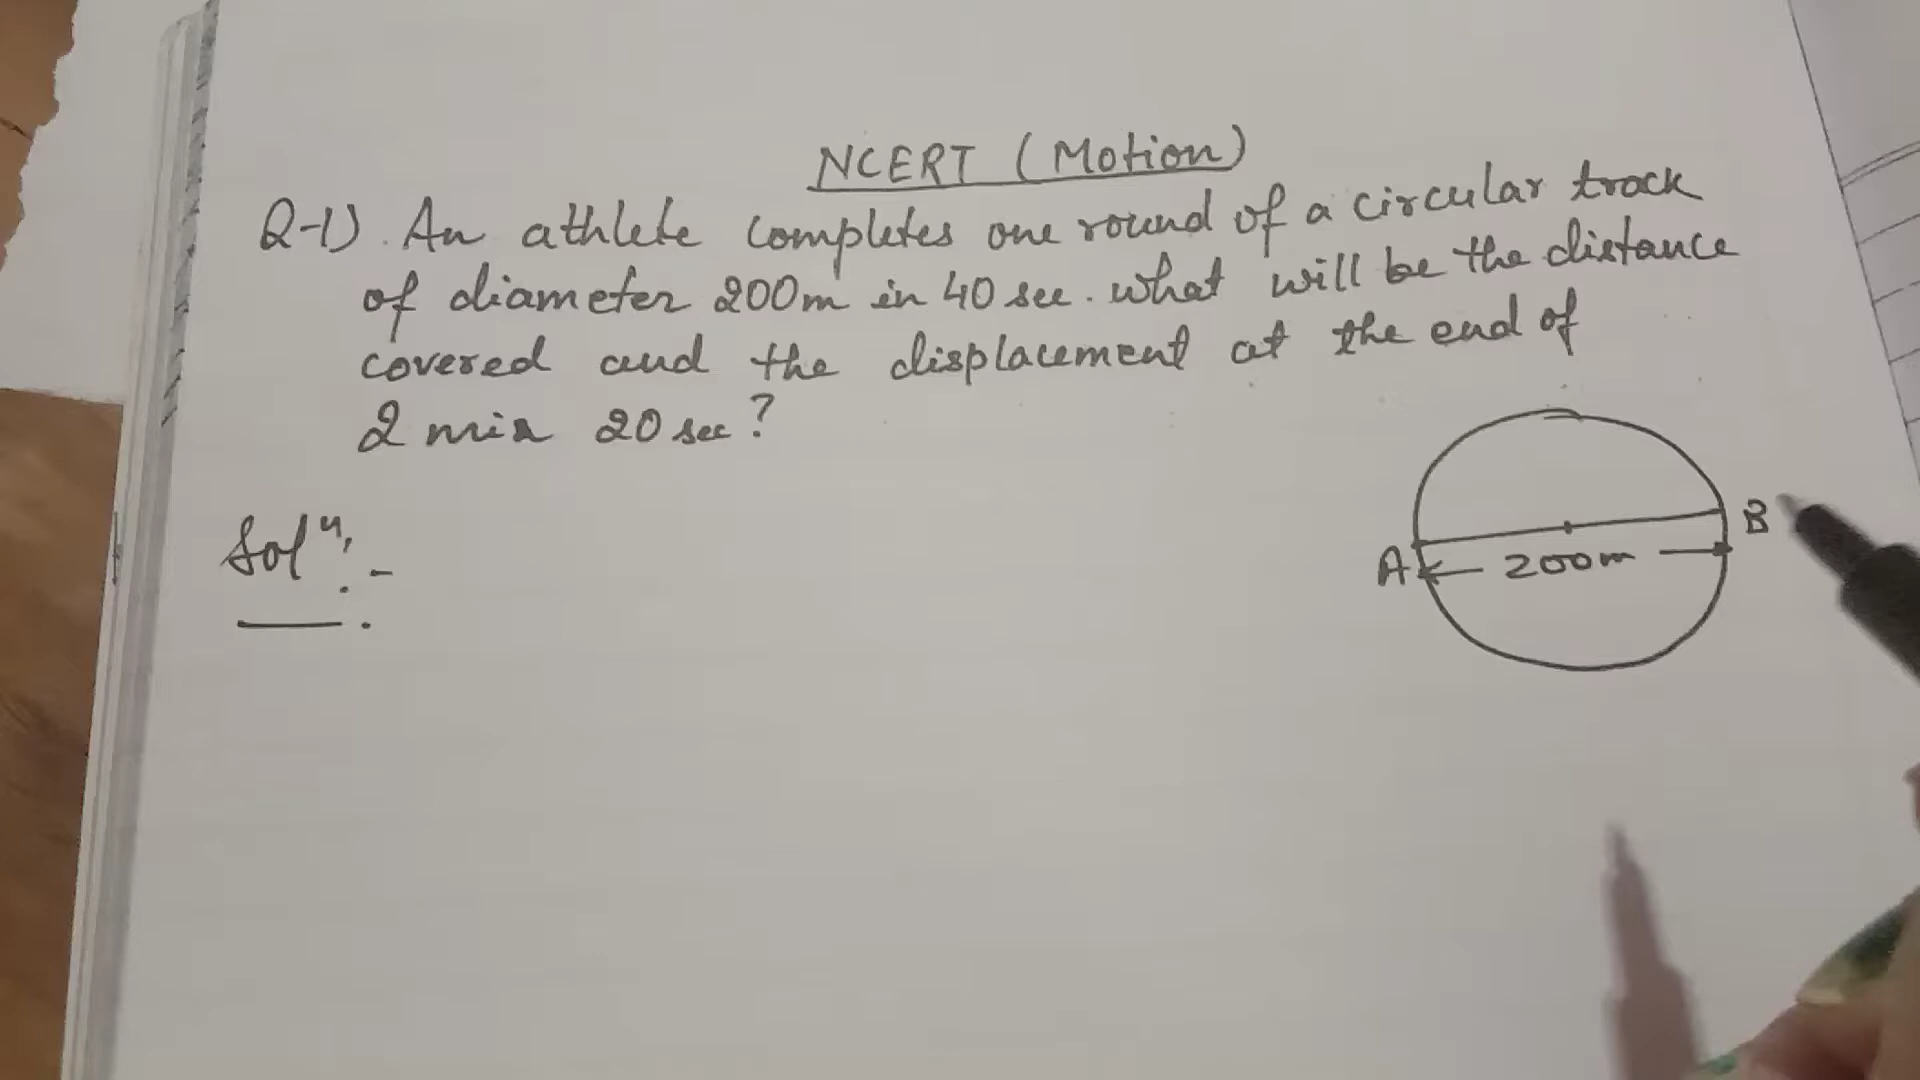 NCERT (Motion)
Q-1) An athlete completes one round of a circular track
of diameter 200m in 40 sec. what will be the distance
covered and the displacement at the end of
2 min 20 sec?
Solⁿ:-
A
200m
B